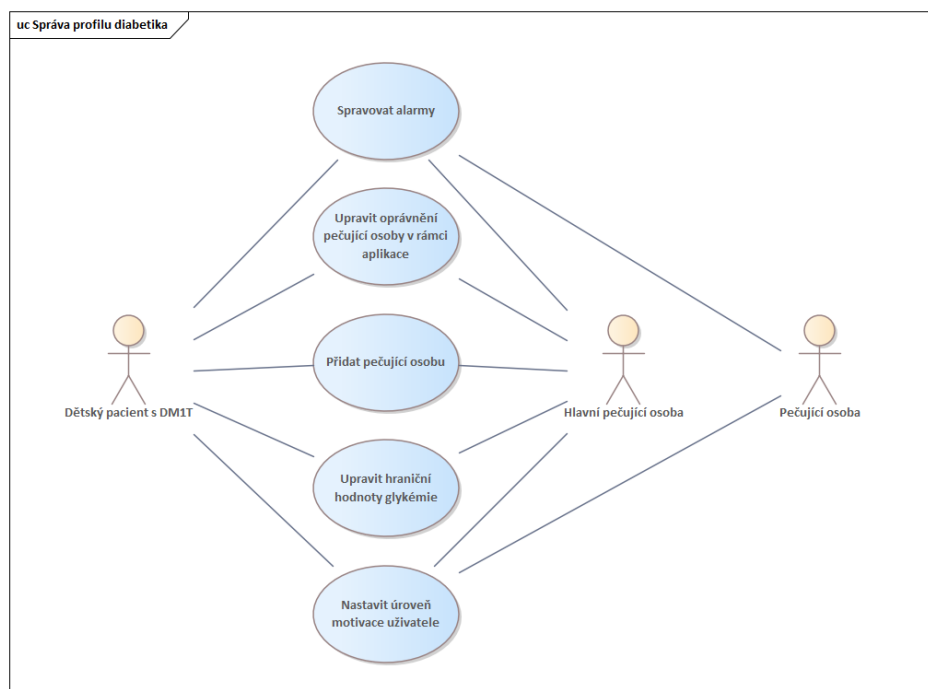 uc Správa profilu diabetika
Spravovat alarmy
Upravit oprávnění
pečující osoby v rámci
aplikace
Přidat pečující osobu
Dětský pacient s DM1T
Hlavní pečující osoba
Pečující osoba
Upravit hraniční
hodnoty glykémie
Nastavit úroveň
motivace uživatele